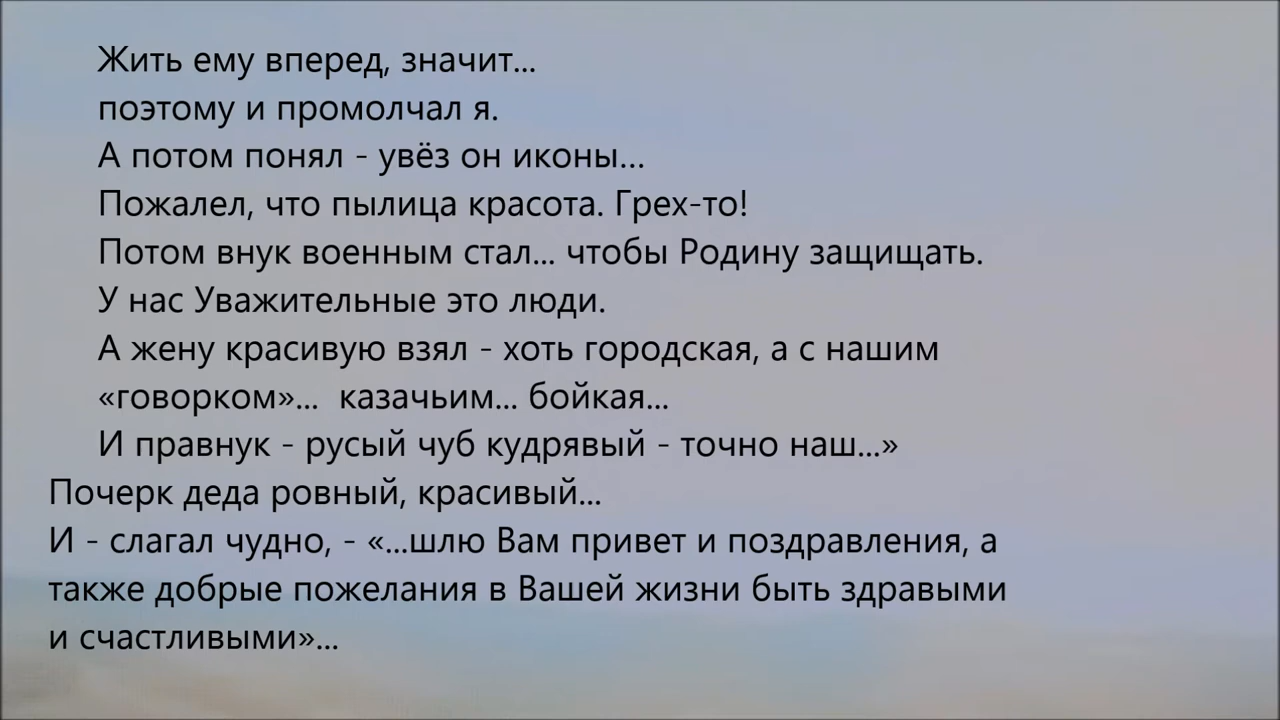 Жить ему вперед, значит...
поэтому и промолчал я.
А потом понял - увёз он иконы...
Пожалел, что пылица красота. Грех-то!
Потом внук военным стал... чтобы Родину защищать.
У нас Уважительные это люди.
А жену красивую взял - хоть городская, а с нашим
«говорком»...  казачьим... бойкая...
И правнук - русый чуб кудрявый - точно наш...»
Почерк деда ровный, красивый...
И - слагал чудно, - «...шлю Вам привет и поздравления, а
также добрые пожелания в Вашей жизни быть здравыми
и счастливыми»...